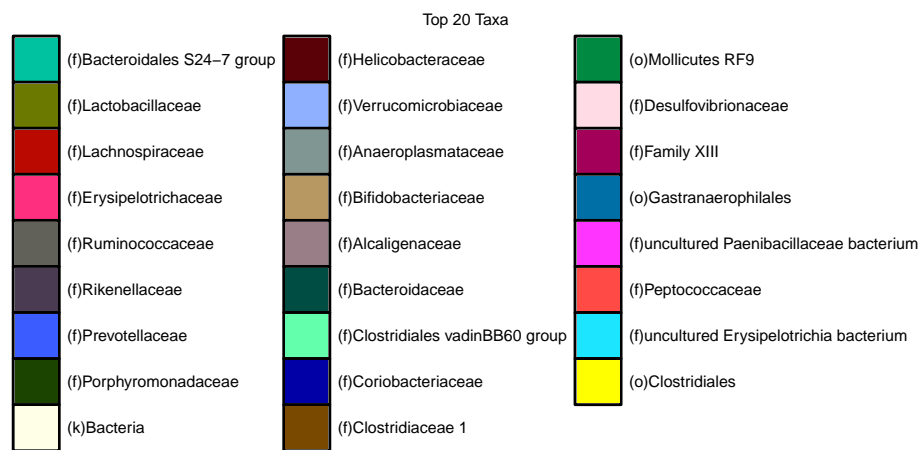 Top 20 Taxa
(f)Bacteroidales S24−7 group
(f)Lactobacillaceae
(f)Lachnospiraceae
(f)Erysipelotrichaceae
(f)Ruminococcaceae
(f)Rikenellaceae
(f)Prevotellaceae
(f)Porphyromonadaceae
(k)Bacteria
(f)Helicobacteraceae
(f)Verrucomicrobiaceae
(f)Anaeroplasmataceae
(f)Bifidobacteriaceae
(f)Alcaligenaceae
(f)Bacteroidaceae
(f)Clostridiales vadinBB60 group
(f)Coriobacteriaceae
(f)Clostridiaceae 1
(o)Mollicutes RF9
(f)Desulfovibrionaceae
(f)Family XIII
(o)Gastranaerophilales
(f)uncultured Paenibacillaceae bacterium
(f)Peptococcaceae
(f)uncultured Erysipelotrichia bacterium
(o)Clostridiales